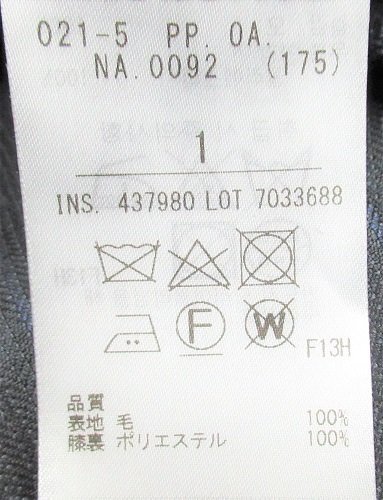 021-5 PP. OA.
NA.0092 (175)
1
INS. 437980 LOT 7033688
F W
F13H
品質
表地 毛 100%
膝裏 ポリエステル 100%